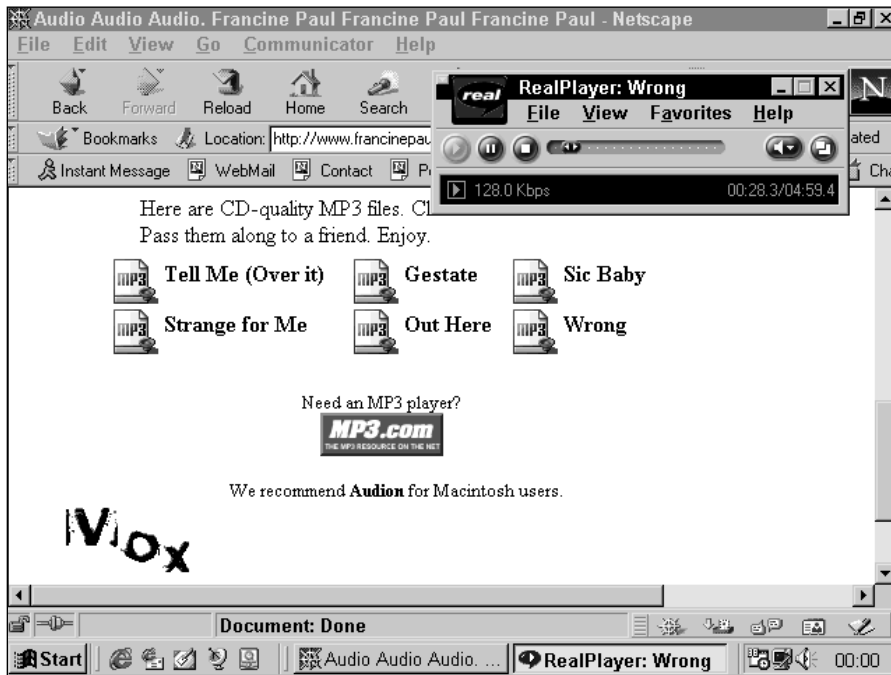 Audio Audio Audio. Francine Paul Francine Paul Francine Paul - Netscape
File Edit View Go Communicator Help
Back Forward Reload Home Search
N
real RealPlayer: Wrong
File View Favorites Help
Bookmarks Location: http://www.francinepau
ated
Instant Message WebMail Contact
128.0 Kbps 00:28.3/04:59.4
Here are CD-quality MP3 files.
Pass them along to a friend. Enjoy.
mp3 Tell Me (Over it) mp3 Gestate mp3 Sic Baby
mp3 Strange for Me mp3 Out Here mp3 Wrong
Need an MP3 player?
MP3.com
THE MP3 RESOURCE ON THE NET
We recommend Audion for Macintosh users.
Mox
Document: Done
Start Audio Audio Audio. ... RealPlayer: Wrong 00:00